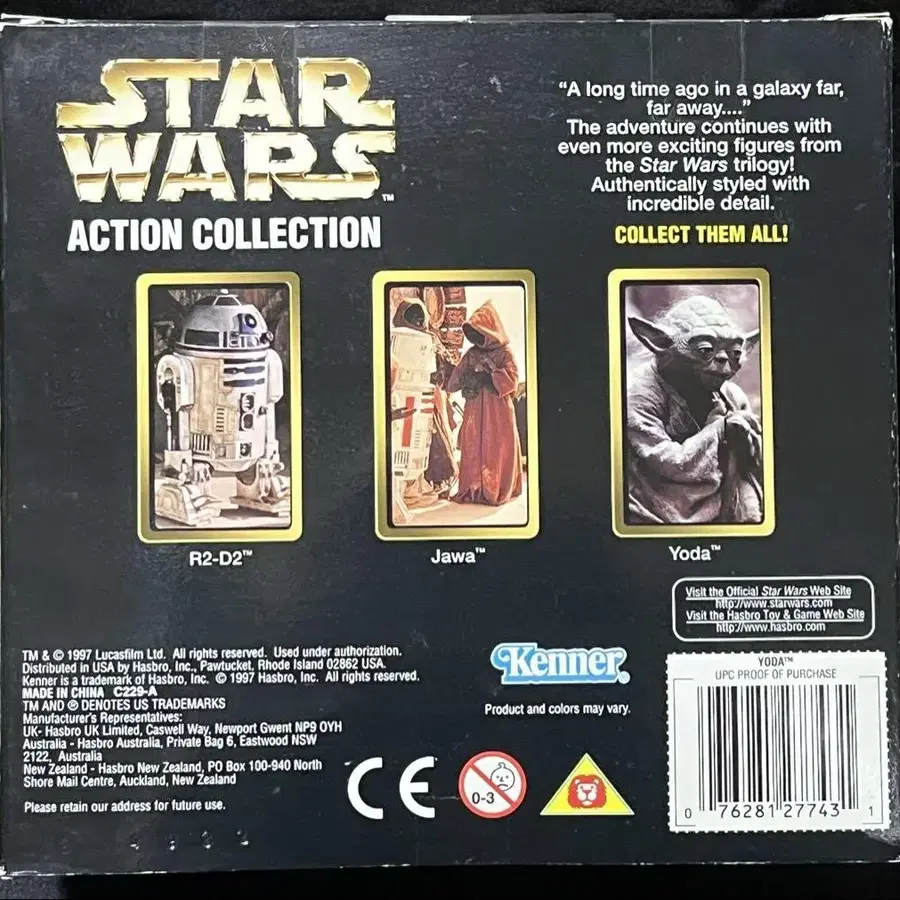 STAR
WARS™
ACTION COLLECTION
“A long time ago in a galaxy far,
far away....”
The adventure continues with
even more exciting figures from
the Star Wars trilogy!
Authentically styled with
incredible detail.
COLLECT THEM ALL!
R2-D2™
Jawa™
Yoda™
Visit the Official Star Wars Web Site
http://www.starwars.com
Visit the Hasbro Toy & Game Web Site
http://www.hasbro.com
TM & © 1997 Lucasfilm Ltd. All rights reserved. Used under authorization.
Distributed in USA by Hasbro, Inc., Pawtucket, Rhode Island 02862 USA.
Kenner is a trademark of Hasbro, Inc. © 1997 Hasbro, Inc. All rights reserved.
MADE IN CHINA C229-A
TM AND ® DENOTES US TRADEMARKS
Manufacturer's Representatives:
UK- Hasbro UK Limited, Caswell Way, Newport Gwent NP9 0YH
Australia - Hasbro Australia, Private Bag 6, Eastwood NSW
2122, Australia
New Zealand - Hasbro New Zealand, PO Box 100-940 North
Shore Mail Centre, Auckland, New Zealand
Please retain our address for future use.
Kenner®
Product and colors may vary.
CE
0-3
YODA™
UPC PROOF OF PURCHASE
0 76281 27743 1